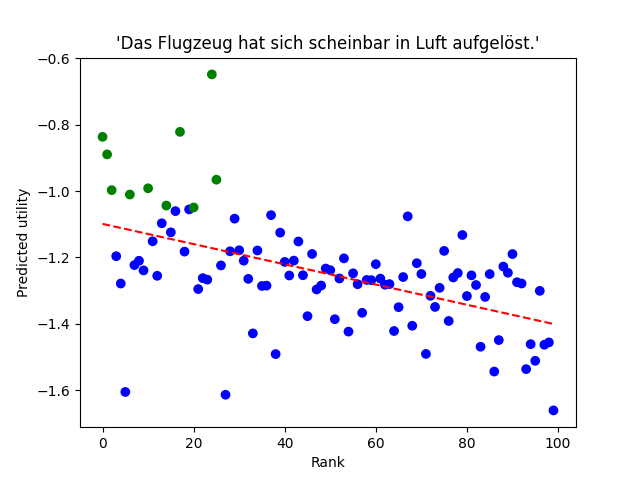 'Das Flugzeug hat sich scheinbar in Luft aufgelöst.'
−0.6
−0.8
−1.0
−1.2
−1.4
−1.6
Predicted utility
0 20 40 60 80 100
Rank